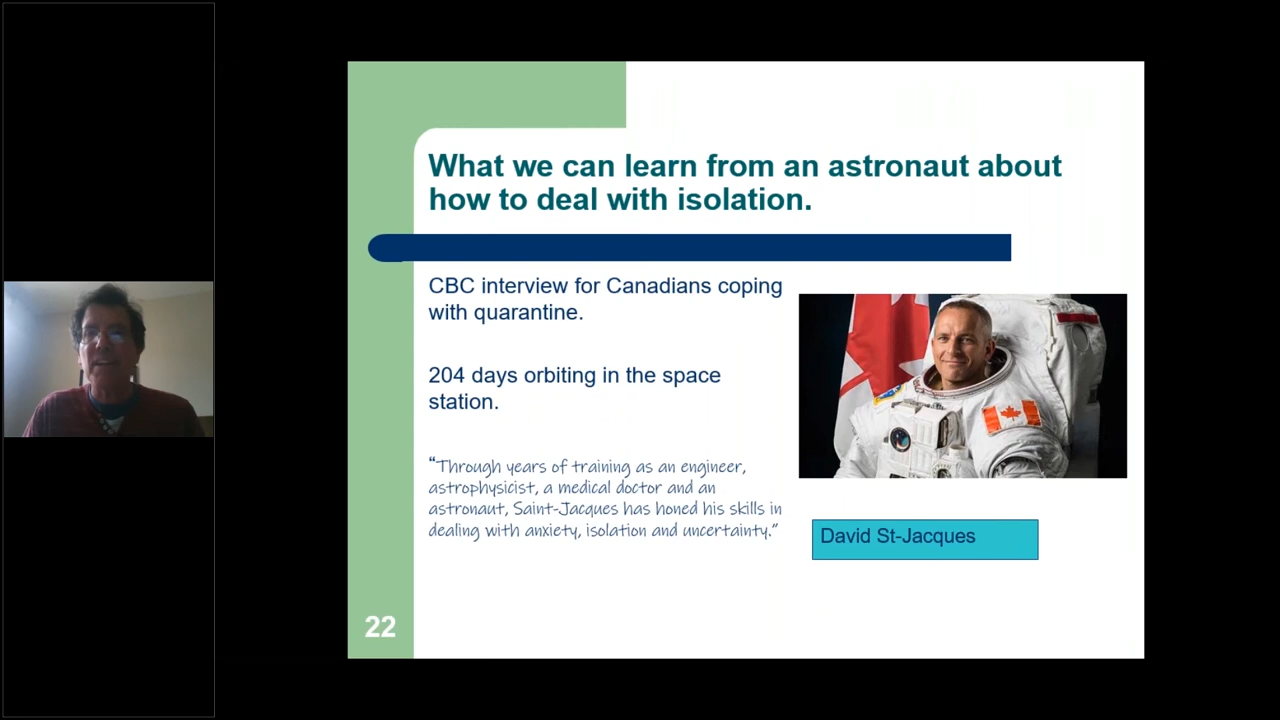 What we can learn from an astronaut about
how to deal with isolation.
CBC interview for Canadians coping
with quarantine.
204 days orbiting in the space
station.
“Through years of training as an engineer,
astrophysicist, a medical doctor and an
astronaut, Saint-Jacques has honed his skills in
dealing with anxiety, isolation and uncertainty.”
David St-Jacques
22